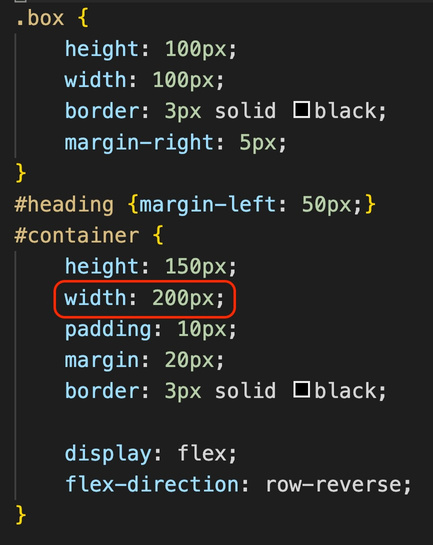 .box {
height: 100px;
width: 100px;
border: 3px solid black;
margin-right: 5px;
}
#heading {margin-left: 50px;}
#container {
height: 150px;
width: 200px;
padding: 10px;
margin: 20px;
border: 3px solid black;
display: flex;
flex-direction: row-reverse;
}